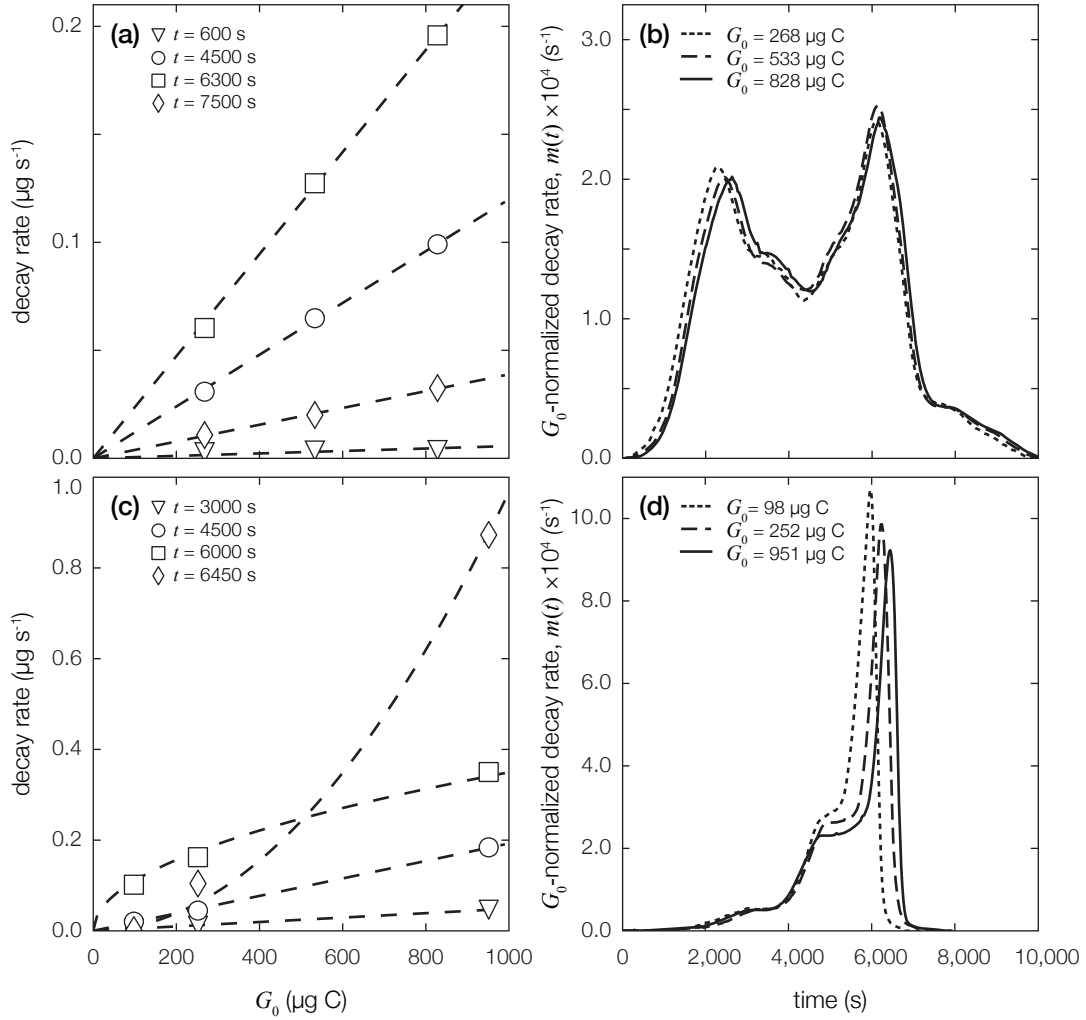 (a)
t = 600 s
t = 4500 s
t = 6300 s
t = 7500 s
0.2
0.1
0.0
decay rate (µg s-1)
(b)
G0 = 268 µg C
G0 = 533 µg C
G0 = 828 µg C
3.0
2.0
1.0
0.0
G0-normalized decay rate, m(t) ×10^4 (s-1)
(c)
t = 3000 s
t = 4500 s
t = 6000 s
t = 6450 s
1.0
0.8
0.6
0.4
0.2
0.0
decay rate (µg s-1)
0 200 400 600 800 1000
G0 (µg C)
(d)
G0= 98 µg C
G0 = 252 µg C
G0 = 951 µg C
10.0
8.0
6.0
4.0
2.0
0.0
G0-normalized decay rate, m(t) ×10^4 (s-1)
0 2,000 4,000 6,000 8,000 10,000
time (s)